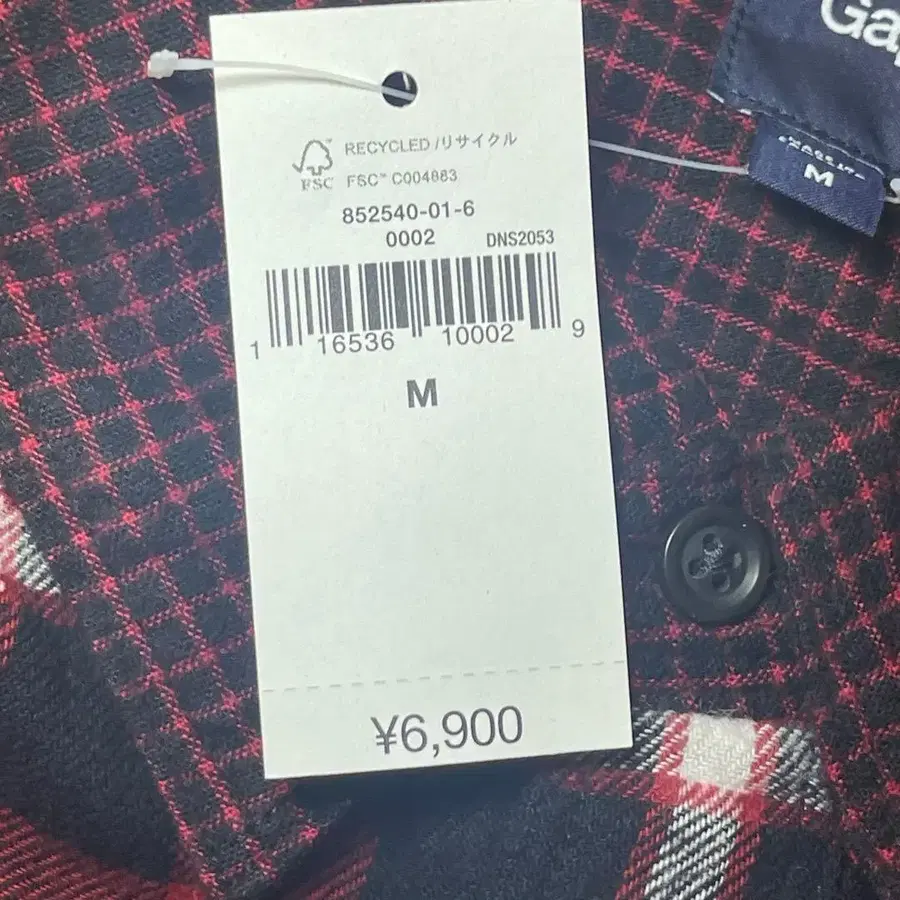 Gap
M
RECYCLED /リサイクル
FSC FSC™ C004883
852540-01-6
0002 DNS2053
1 16536 10002 9
M
¥6,900